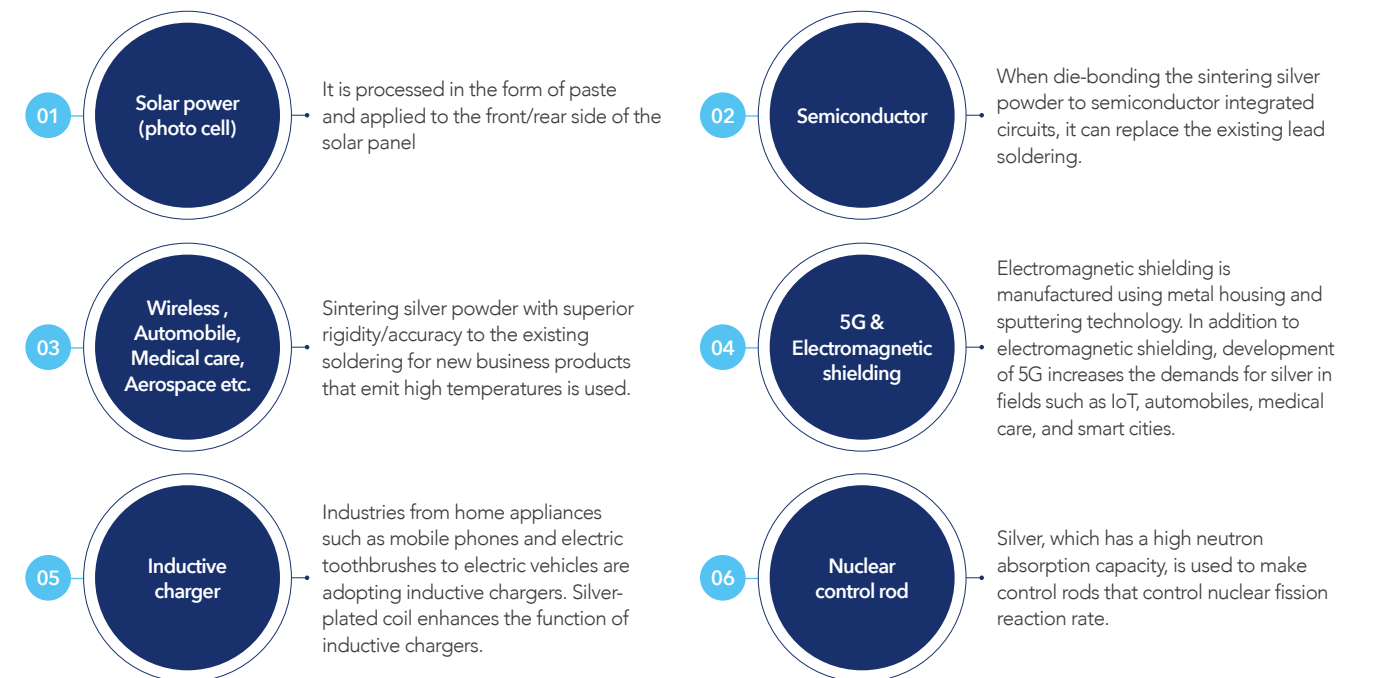 01
Solar power
(photo cell)
It is processed in the form of paste
and applied to the front/rear side of the
solar panel
02
Semiconductor
When die-bonding the sintering silver
powder to semiconductor integrated
circuits, it can replace the existing lead
soldering.
03
Wireless ,
Automobile,
Medical care,
Aerospace etc.
Sintering silver powder with superior
rigidity/accuracy to the existing
soldering for new business products
that emit high temperatures is used.
04
5G &
Electromagnetic
shielding
Electromagnetic shielding is
manufactured using metal housing and
sputtering technology. In addition to
electromagnetic shielding, development
of 5G increases the demands for silver in
fields such as IoT, automobiles, medical
care, and smart cities.
05
Inductive
charger
Industries from home appliances
such as mobile phones and electric
toothbrushes to electric vehicles are
adopting inductive chargers. Silver-
plated coil enhances the function of
inductive chargers.
06
Nuclear
control rod
Silver, which has a high neutron
absorption capacity, is used to make
control rods that control nuclear fission
reaction rate.